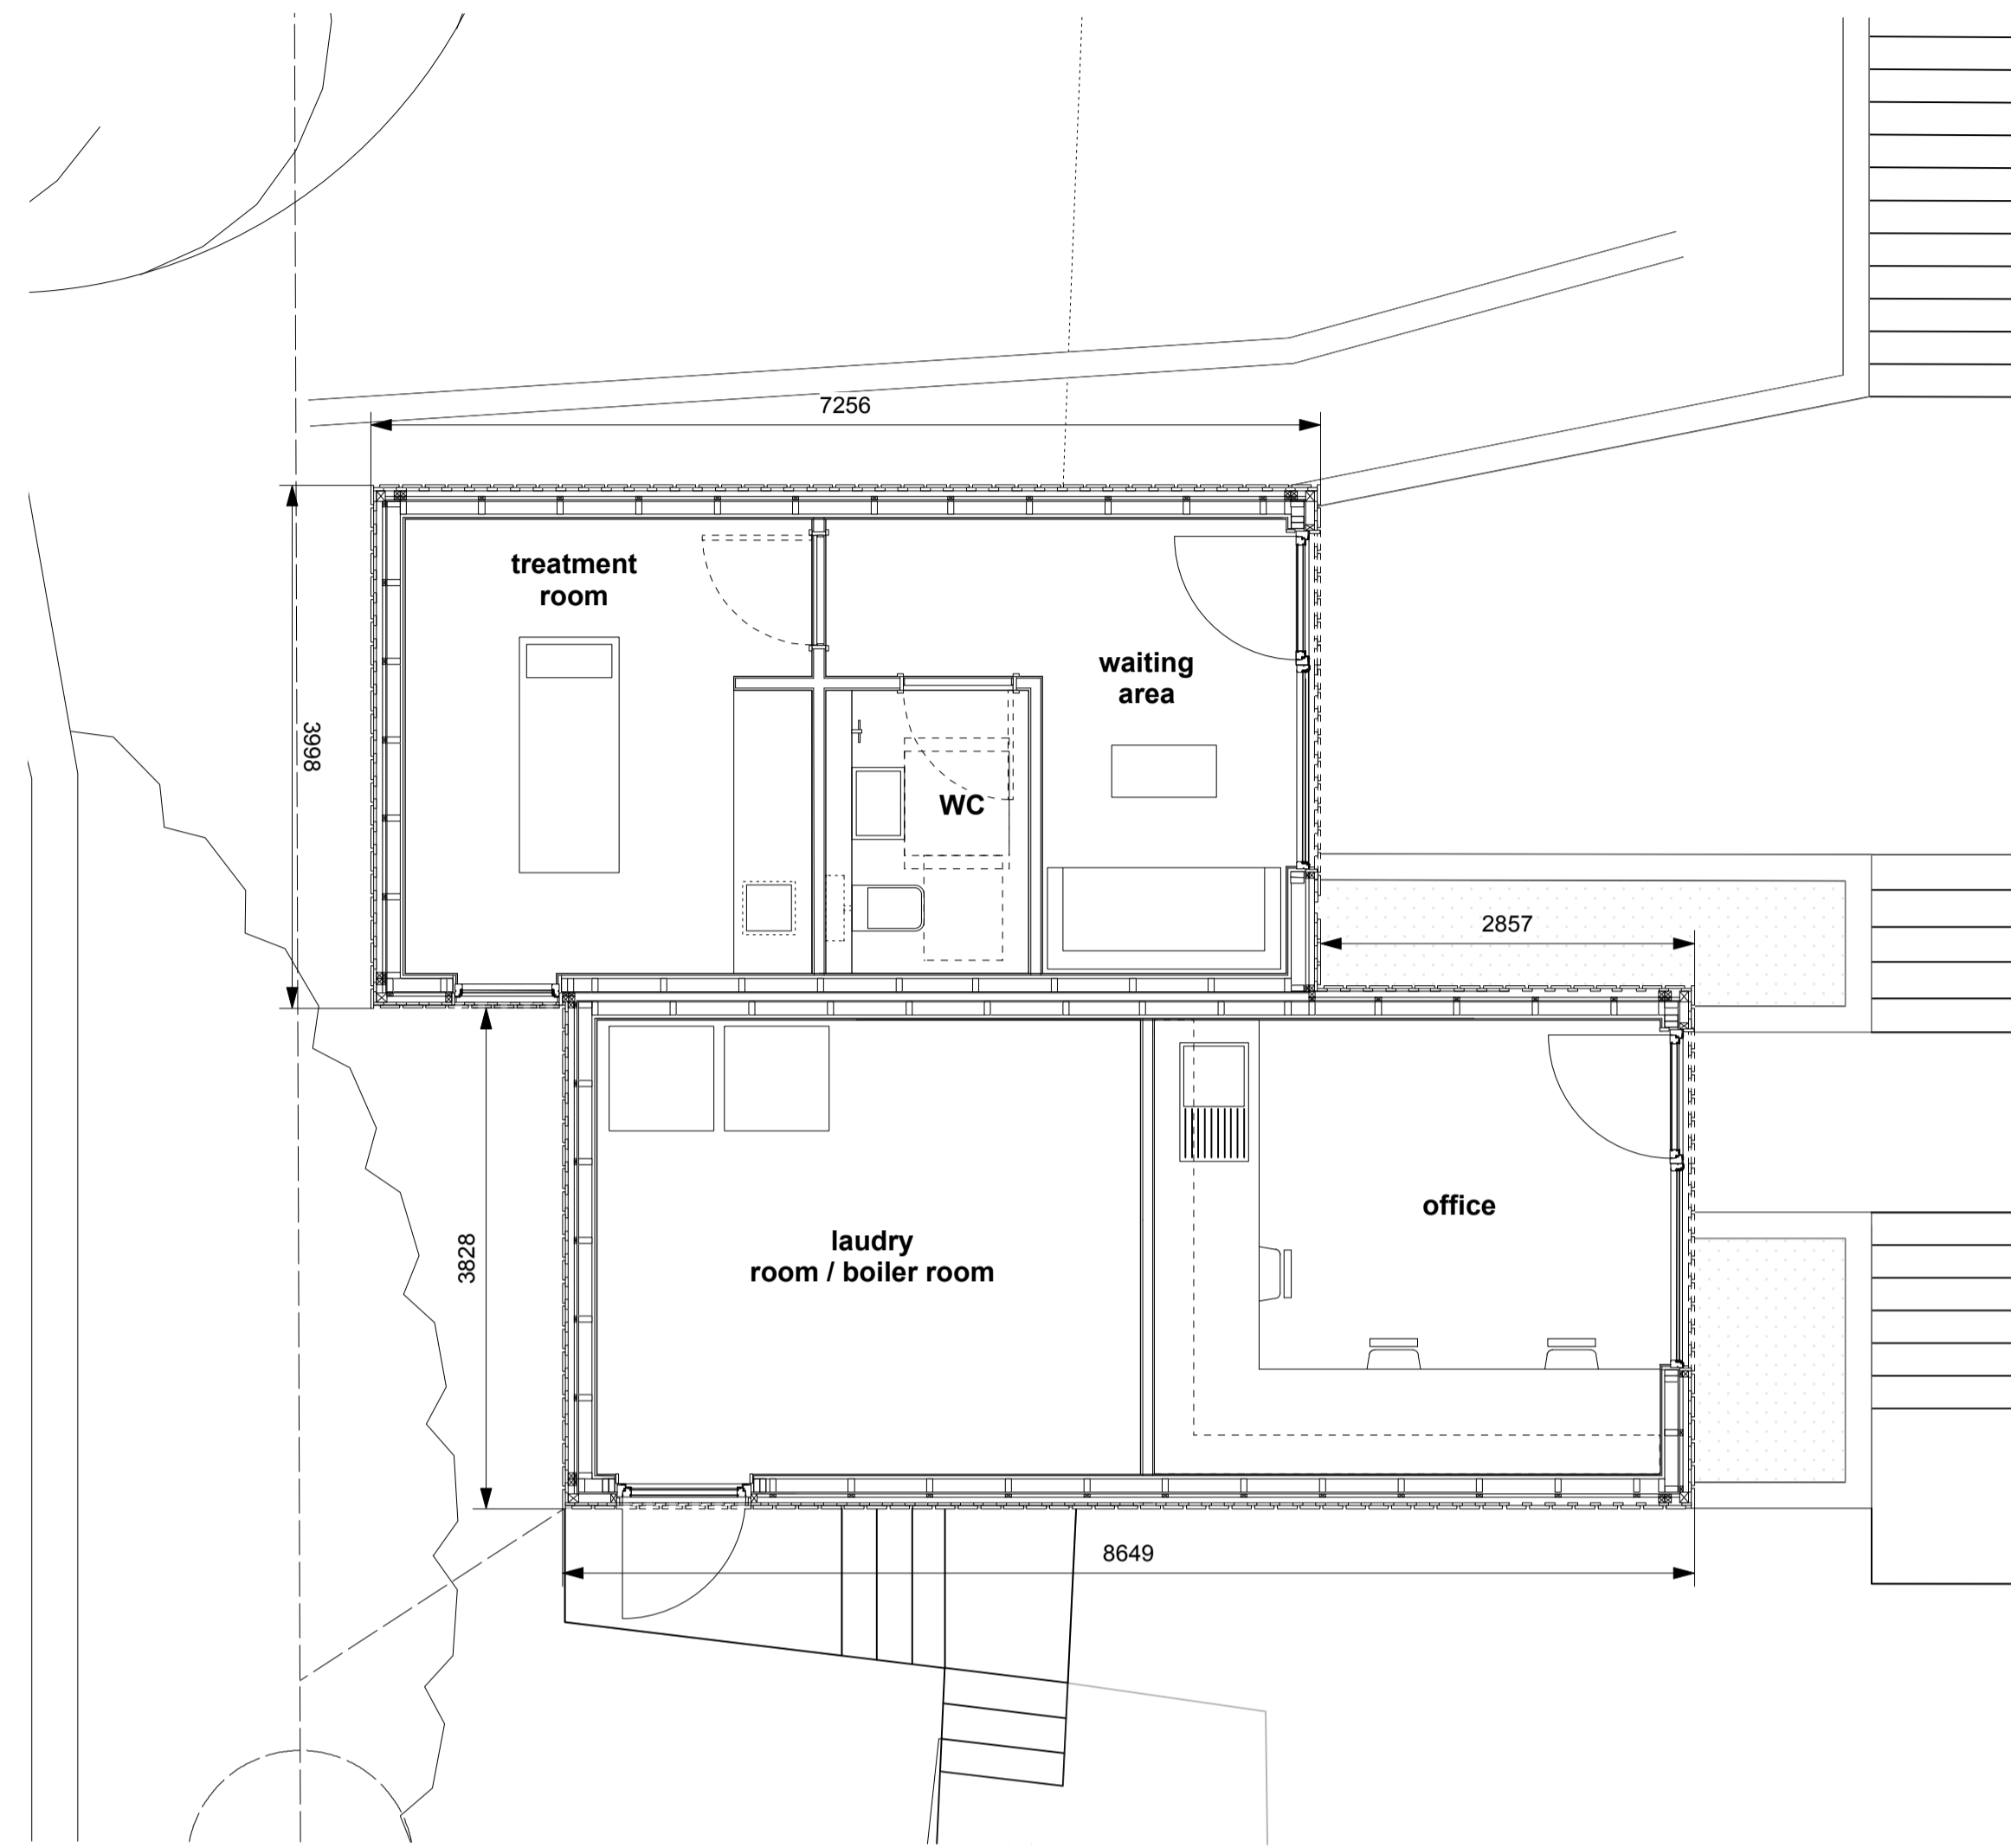 7256
treatment
room
waiting
area
3998
WC
2857
office
3828
laudry
room / boiler room
8649